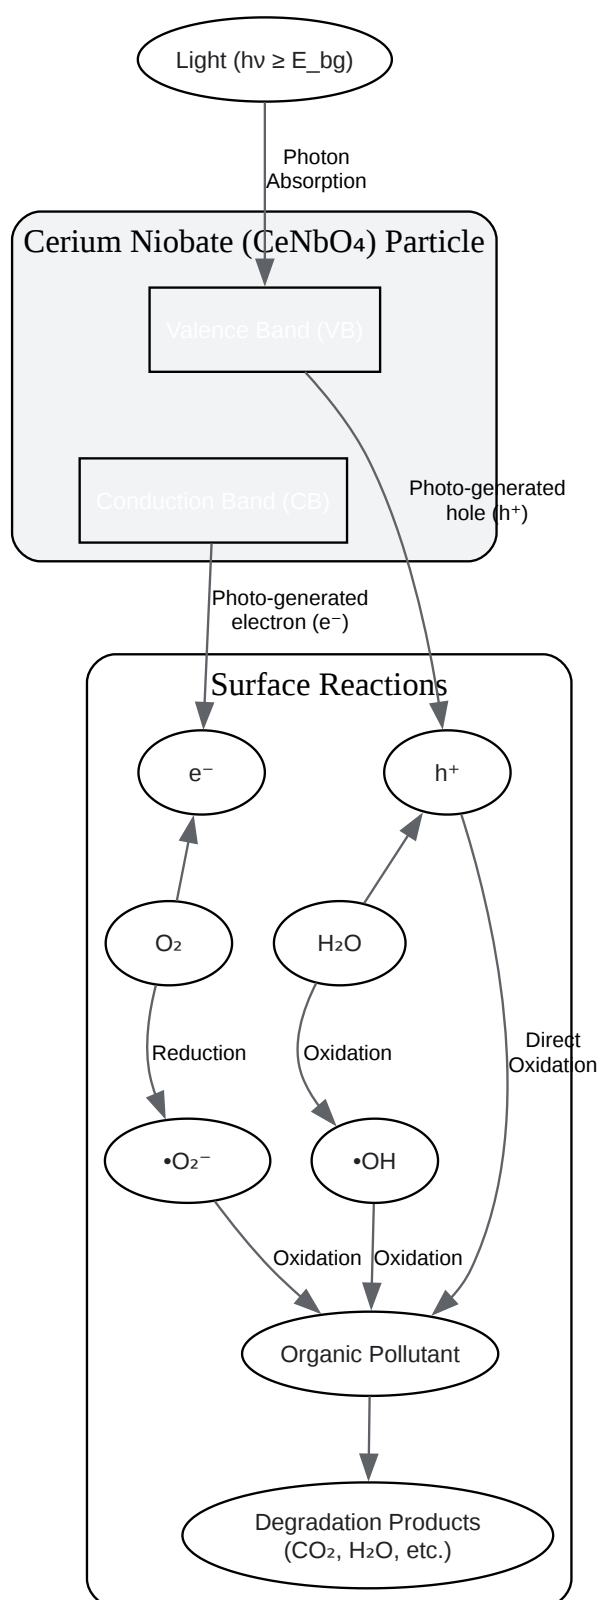 Light (hν ≥ E_bg)
Photon
Absorption
Cerium Niobate (CeNbO₄) Particle
Valence Band (VB)
Conduction Band (CB)
Photo-generated
hole (h⁺)
Photo-generated
electron (e⁻)
Surface Reactions
e⁻
h⁺
O₂
H₂O
Reduction
Oxidation
Direct
Oxidation
•O₂⁻
•OH
Oxidation
Oxidation
Organic Pollutant
Degradation Products
(CO₂, H₂O, etc.)